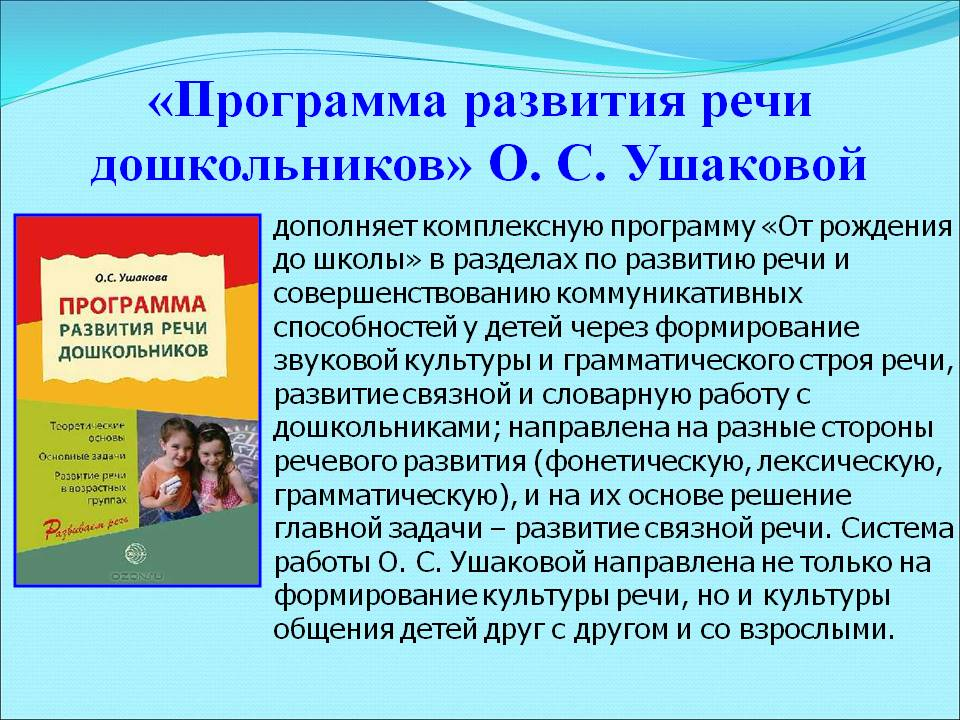 «Программа развития речи
дошкольников» О. С. Ушаковой
дополняет комплексную программу «От рождения
до школы» в разделах по развитию речи и
совершенствованию коммуникативных
способностей у детей через формирование
звуковой культуры и грамматического строя речи,
развитие связной и словарную работу с
дошкольниками; направлена на разные стороны
речевого развития (фонетическую, лексическую,
грамматическую), и на их основе решение
главной задачи – развитие связной речи. Система
работы О. С. Ушаковой направлена не только на
формирование культуры речи, но и культуры
общения детей друг с другом и со взрослыми.
О.С. Ушакова
ПРОГРАММА
РАЗВИТИЯ РЕЧИ
ДОШКОЛЬНИКОВ
Теоретические
основы
Основные задачи
Развитие речи
в возрастных
группах
Развиваем речь
OZON.ru